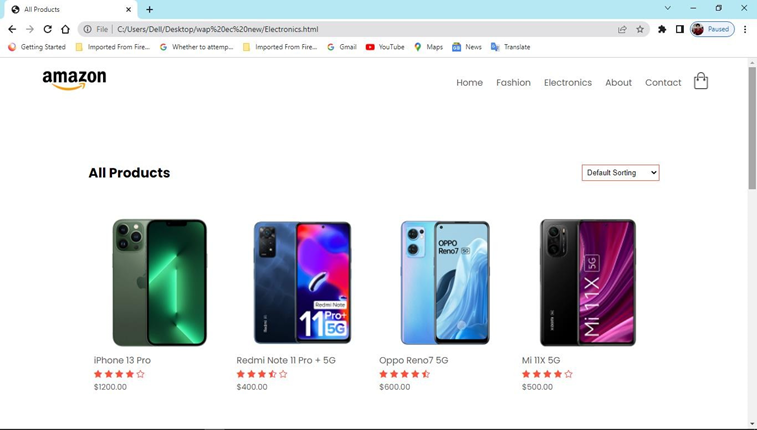 All Products
File C:/Users/Dell/Desktop/wap%20ec%20new/Electronics.html
Paused
Getting Started Imported From Fire... Whether to attemp... Imported From Fire... Gmail YouTube Maps News Translate
amazon
Home Fashion Electronics About Contact
All Products
Default Sorting
OPPO
Reno7 5G
Redmi Note
11 Pro+
5G
Mi 11X 5G
iPhone 13 Pro
Redmi Note 11 Pro + 5G
Oppo Reno7 5G
Mi 11X 5G
$1200.00
$400.00
$600.00
$500.00